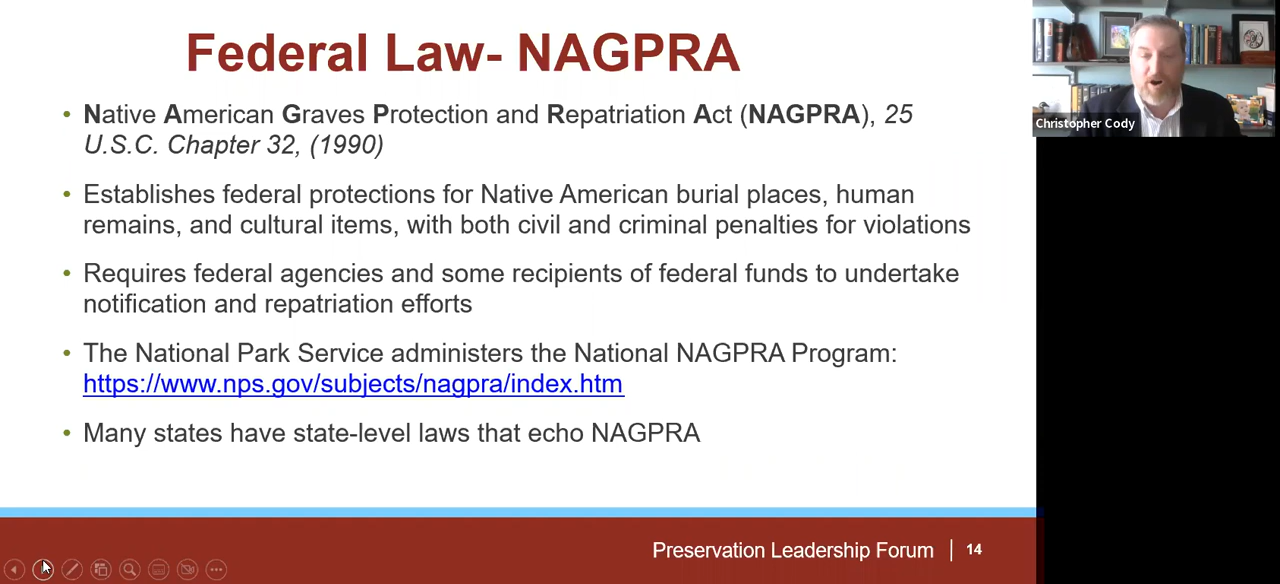 Federal Law- NAGPRA
• Native American Graves Protection and Repatriation Act (NAGPRA), 25
U.S.C. Chapter 32, (1990)
• Establishes federal protections for Native American burial places, human
remains, and cultural items, with both civil and criminal penalties for violations
• Requires federal agencies and some recipients of federal funds to undertake
notification and repatriation efforts
• The National Park Service administers the National NAGPRA Program:
https://www.nps.gov/subjects/nagpra/index.htm
• Many states have state-level laws that echo NAGPRA
Preservation Leadership Forum | 14
Christopher Cody